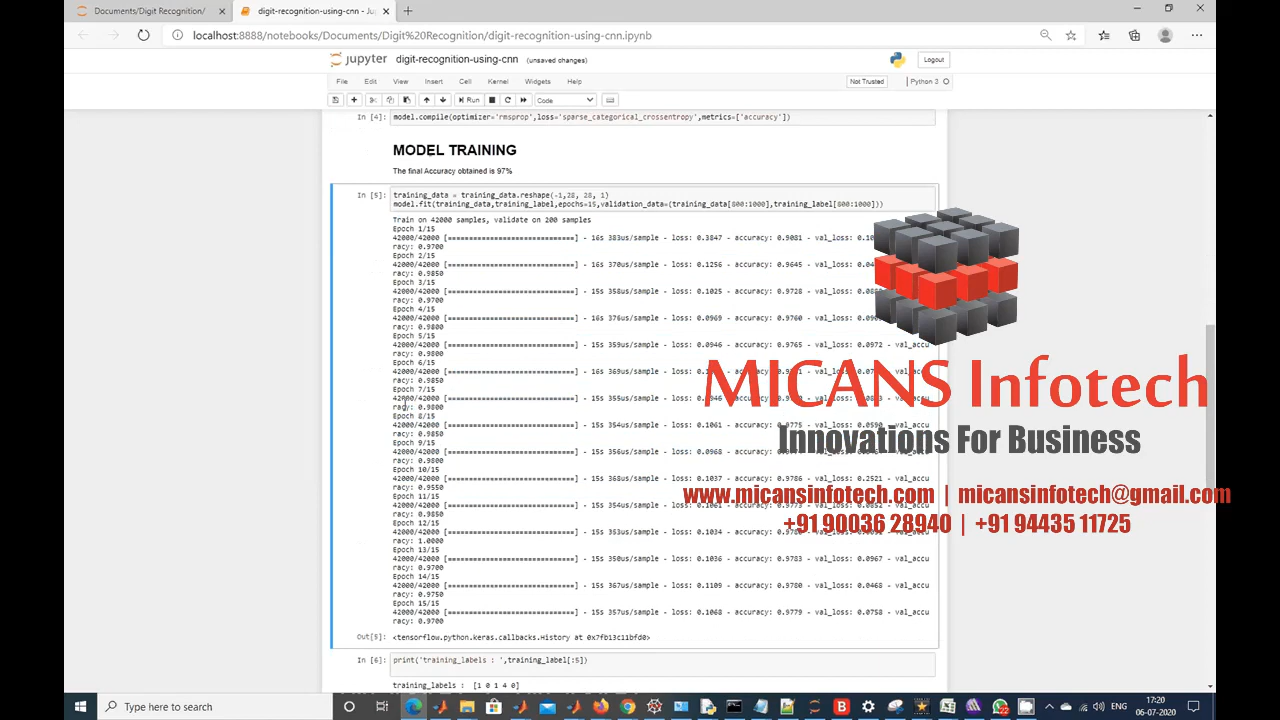 Documents/Digit Recognition/
digit-recognition-using-cnn - Ju
localhost:8888/notebooks/Documents/Digit%20Recognition/digit-recognition-using-cnn.ipynb
jupyter digit-recognition-using-cnn (unsaved changes)
Logout
File Edit View Insert Cell Kernel Widgets Help
Not Trusted
Python 3
Run
Code
In [4]: model.compile(optimizer='rmsprop',loss='sparse_categorical_crossentropy',metrics=['accuracy'])
MODEL TRAINING
The final Accuracy obtained is 97%
In [5]: training_data = training_data.reshape(-1,28, 28, 1)
model.fit(training_data,training_label,epochs=15,validation_data=(training_data[800:1000],training_label[800:1000]))
Train on 42000 samples, validate on 200 samples
Epoch 1/15
42000/42000 [==============================] - 16s 383us/sample - loss: 0.3847 - accuracy: 0.9081 - val_loss:
racy: 0.9700
Epoch 2/15
42000/42000 [==============================] - 16s 370us/sample - loss: 0.1256 - accuracy: 0.9645 - val_loss:
racy: 0.9850
Epoch 3/15
42000/42000 [==============================] - 15s 358us/sample - loss: 0.1025 - accuracy: 0.9728 - val_loss:
racy: 0.9700
Epoch 4/15
42000/42000 [==============================] - 16s 376us/sample - loss: 0.0969 - accuracy: 0.9760 - val_loss:
racy: 0.9800
Epoch 5/15
42000/42000 [==============================] - 15s 359us/sample - loss: 0.0946 - accuracy: 0.9765 - val_loss: 0.0972 - val_accu
racy: 0.9800
Epoch 6/15
42000/42000 [==============================] - 16s 369us/sample - loss:
racy: 0.9850
Epoch 7/15
42000/42000 [==============================] - 15s 355us/sample - loss:
racy: 0.9800
Epoch 8/15
42000/42000 [==============================] - 15s 354us/sample - loss: 0.1061 - accuracy: 0.9775 - val_loss: 0.0590 - val_accu
racy: 0.9850
Epoch 9/15
42000/42000 [==============================] - 15s 356us/sample - loss: 0.0968 -
racy: 0.9800
Epoch 10/15
42000/42000 [==============================] - 15s 368us/sample - loss: 0.1037 - accuracy: 0.9786 - val_loss: 0.2521 - val_accu
racy: 0.9550
Epoch 11/15
42000/42000 [==============================] - 15s 354us/sample - loss: 0.1061
racy: 0.9850
Epoch 12/15
42000/42000 [==============================] - 15s 353us/sample - loss: 0.1034 - accuracy:
racy: 1.0000
Epoch 13/15
42000/42000 [==============================] - 15s 350us/sample - loss: 0.1036 - accuracy: 0.9783 - val_loss: 0.0967 - val_accu
racy: 0.9700
Epoch 14/15
42000/42000 [==============================] - 15s 367us/sample - loss: 0.1109 - accuracy: 0.9780 - val_loss: 0.0468 - val_accu
racy: 0.9750
Epoch 15/15
42000/42000 [==============================] - 15s 357us/sample - loss: 0.1068 - accuracy: 0.9779 - val_loss: 0.0758 - val_accu
racy: 0.9700
Out[5]: <tensorflow.python.keras.callbacks.History at 0x7fb13c11bfd0>
In [6]: print('training_labels : ',training_label[:5])
training_labels : [1 0 1 4 0]
MICANS Infotech
Innovations For Business
www.micansinfotech.com | micansinfotech@gmail.com
+91 90036 28940 | +91 94435 11725
Type here to search
ENG
17:20
06-07-2020